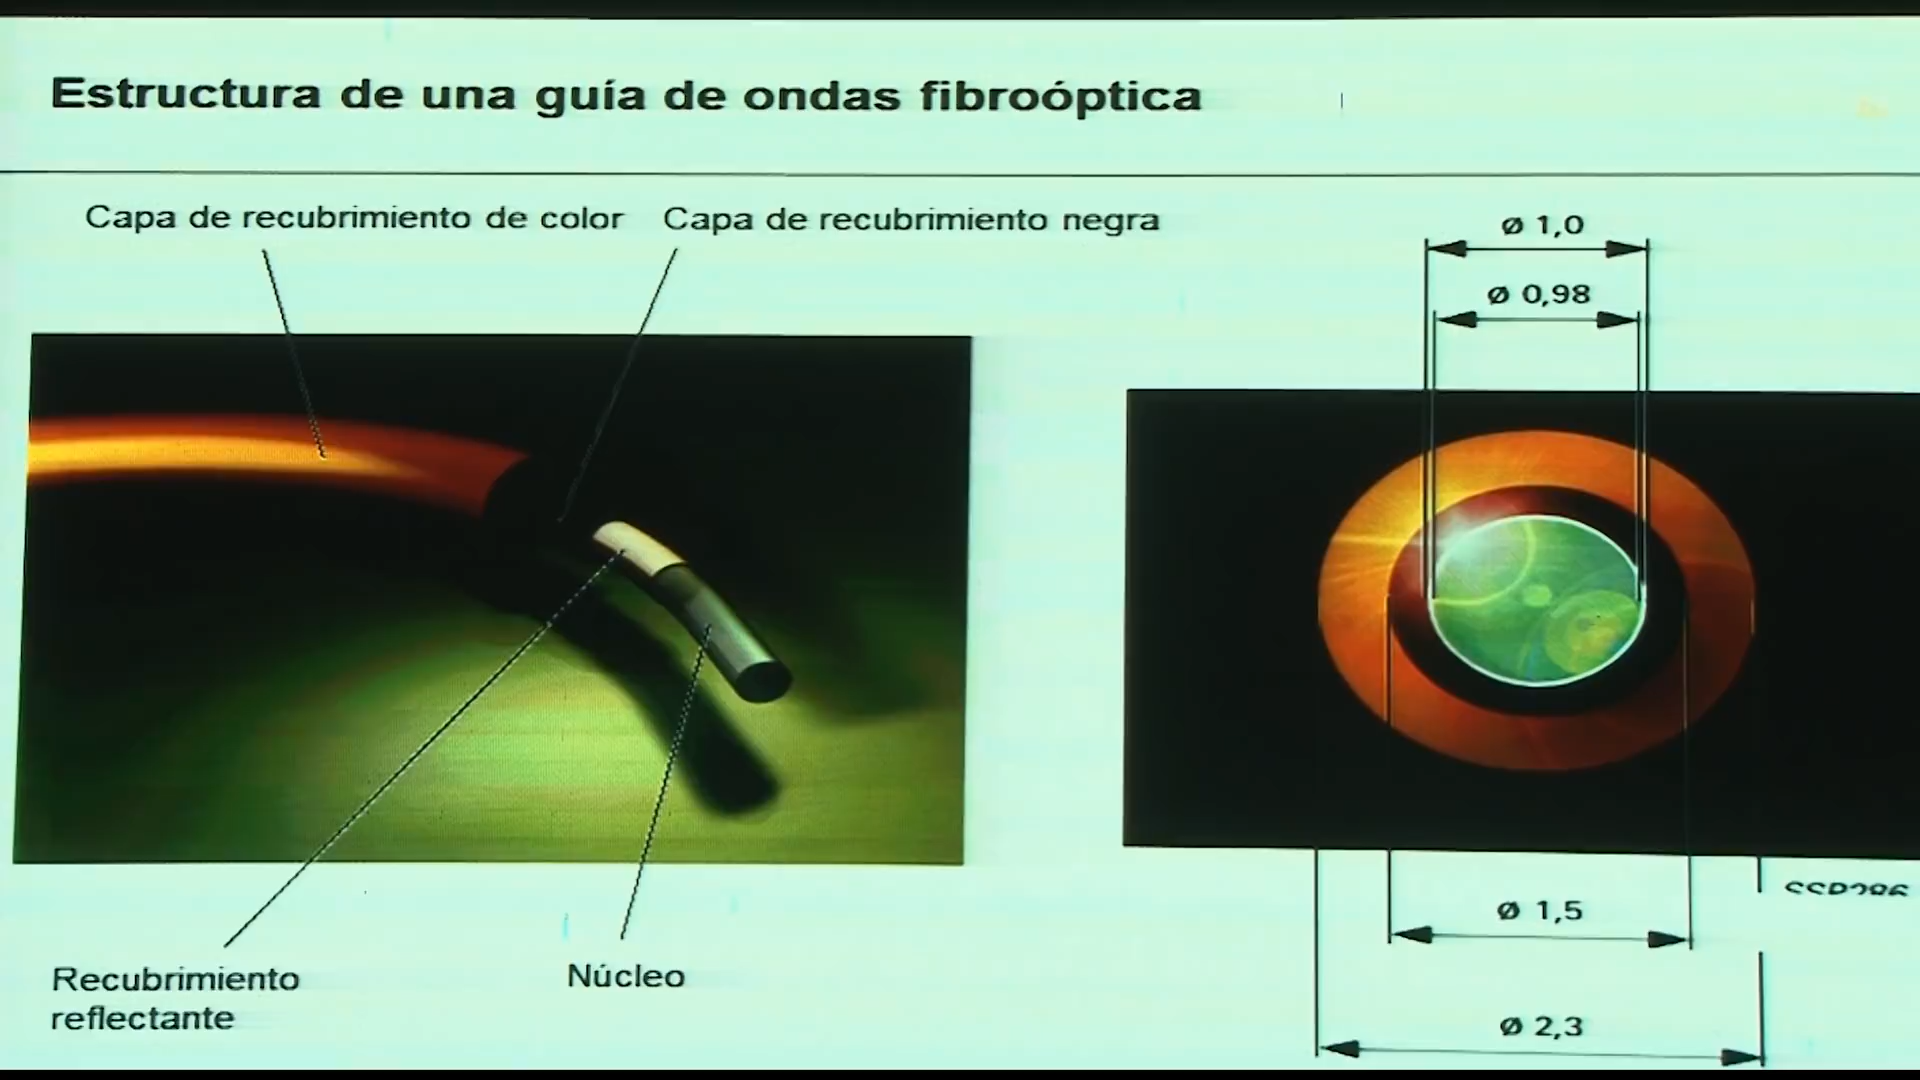 Estructura de una guía de ondas fibroóptica
Capa de recubrimiento de color
Capa de recubrimiento negra
ø 1,0
ø 0,98
ø 1,5
Recubrimiento
reflectante
Núcleo
ø 2,3